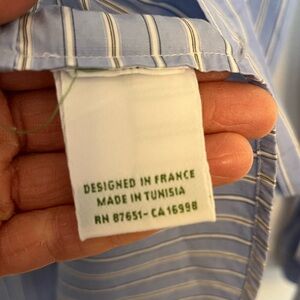 DESIGNED IN FRANCE
MADE IN TUNISIA
RN 87651-CA 16998